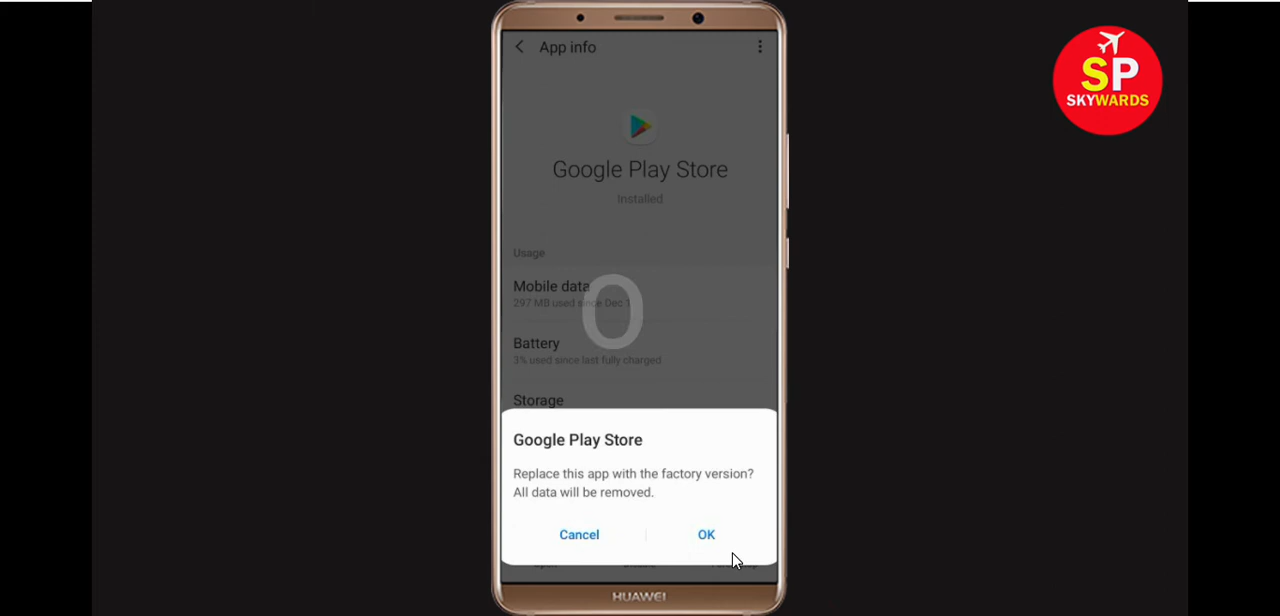 App info
SP
SKYWARDS
Google Play Store
Installed
Usage
Mobile data
297 MB used since Dec 1
0
Battery
3% used since last fully charged
Storage
Google Play Store
Replace this app with the factory version?
All data will be removed.
Cancel
OK
HUAWEI